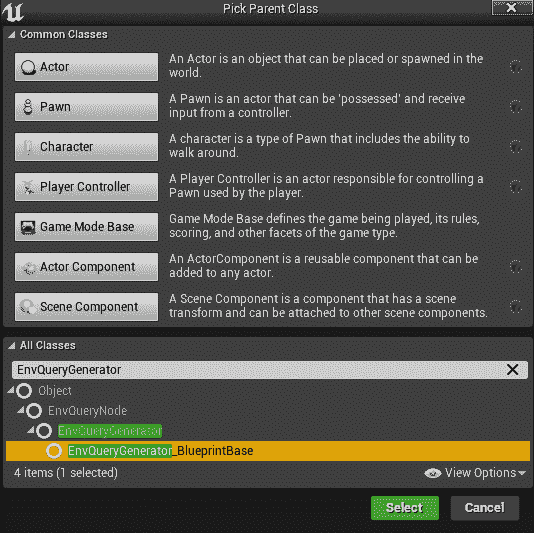 Pick Parent Class
Common Classes
Actor
An Actor is an object that can be placed or spawned in the
world.
Pawn
A Pawn is an actor that can be 'possessed' and receive
input from a controller.
Character
A character is a type of Pawn that includes the ability to
walk around.
Player Controller
A Player Controller is an actor responsible for controlling a
Pawn used by the player.
Game Mode Base
Game Mode Base defines the game being played, its rules,
scoring, and other facets of the game type.
Actor Component
An ActorComponent is a reusable component that can be
added to any actor.
Scene Component
A Scene Component is a component that has a scene
transform and can be attached to other scene components.
All Classes
EnvQueryGenerator
Object
EnvQueryNode
EnvQueryGenerator
EnvQueryGenerator_BlueprintBase
4 items (1 selected)
View Options
Select
Cancel